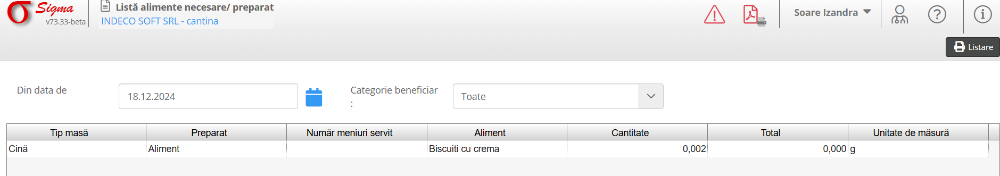 σ Sigma
v73.33-beta
Listă alimente necesare/ preparat
INDECO SOFT SRL - cantina
Soare Izandra
Listare
Din data de
18.12.2024
Categorie beneficiar
:
Toate
Tip masă Preparat Număr meniuri servit Aliment Cantitate Total Unitate de măsură
Cină Aliment Biscuiti cu crema 0,002 0,000 g